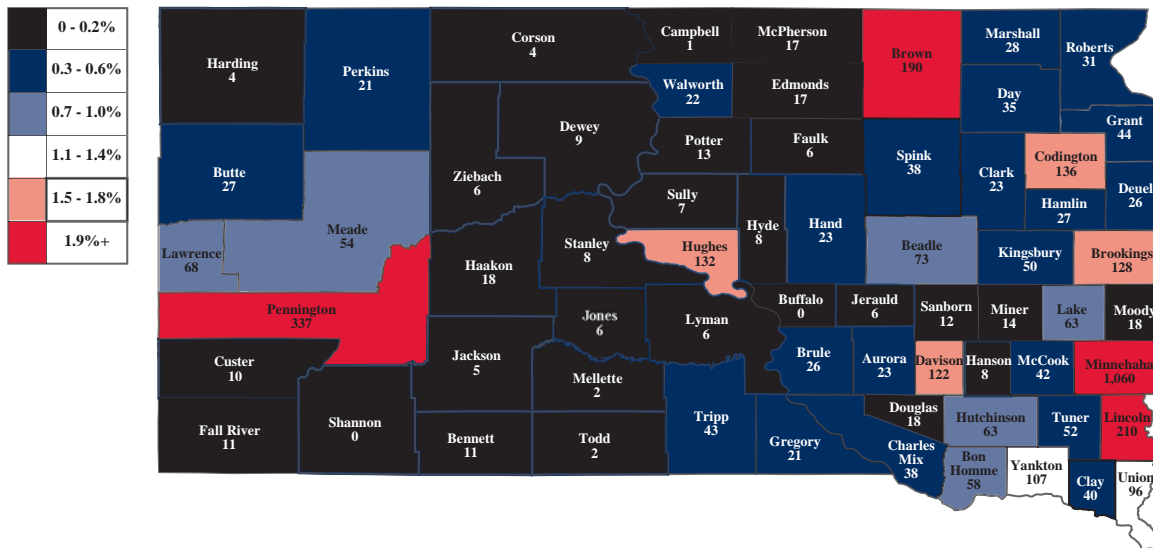 0 - 0.2%
0.3 - 0.6%
0.7 - 1.0%
1.1 - 1.4%
1.5 - 1.8%
1.9%+
Harding
4
Perkins
21
Corson
4
Campbell
1
McPherson
17
Brown
190
Marshall
28
Roberts
31
Walworth
22
Edmonds
17
Day
35
Grant
44
Butte
27
Dewey
9
Ziebach
6
Potter
13
Faulk
6
Spink
38
Clark
23
Codington
136
Hamlin
27
Deuel
26
Lawrence
68
Meade
54
Sully
7
Hyde
8
Hand
23
Stanley
8
Hughes
132
Haakon
18
Beadle
73
Kingsbury
50
Brookings
128
Pennington
337
Jones
6
Lyman
6
Buffalo
0
Jerauld
6
Sanborn
12
Miner
14
Lake
63
Moody
18
Custer
10
Jackson
5
Mellette
2
Brule
26
Aurora
23
Davison
122
Hanson
8
McCook
42
Minnehaha
1,060
Fall River
11
Shannon
0
Bennett
11
Todd
2
Tripp
43
Gregory
21
Douglas
18
Charles
Mix
38
Hutchinson
63
Tuner
52
Lincoln
210
Bon
Homme
58
Yankton
107
Clay
40
Union
96